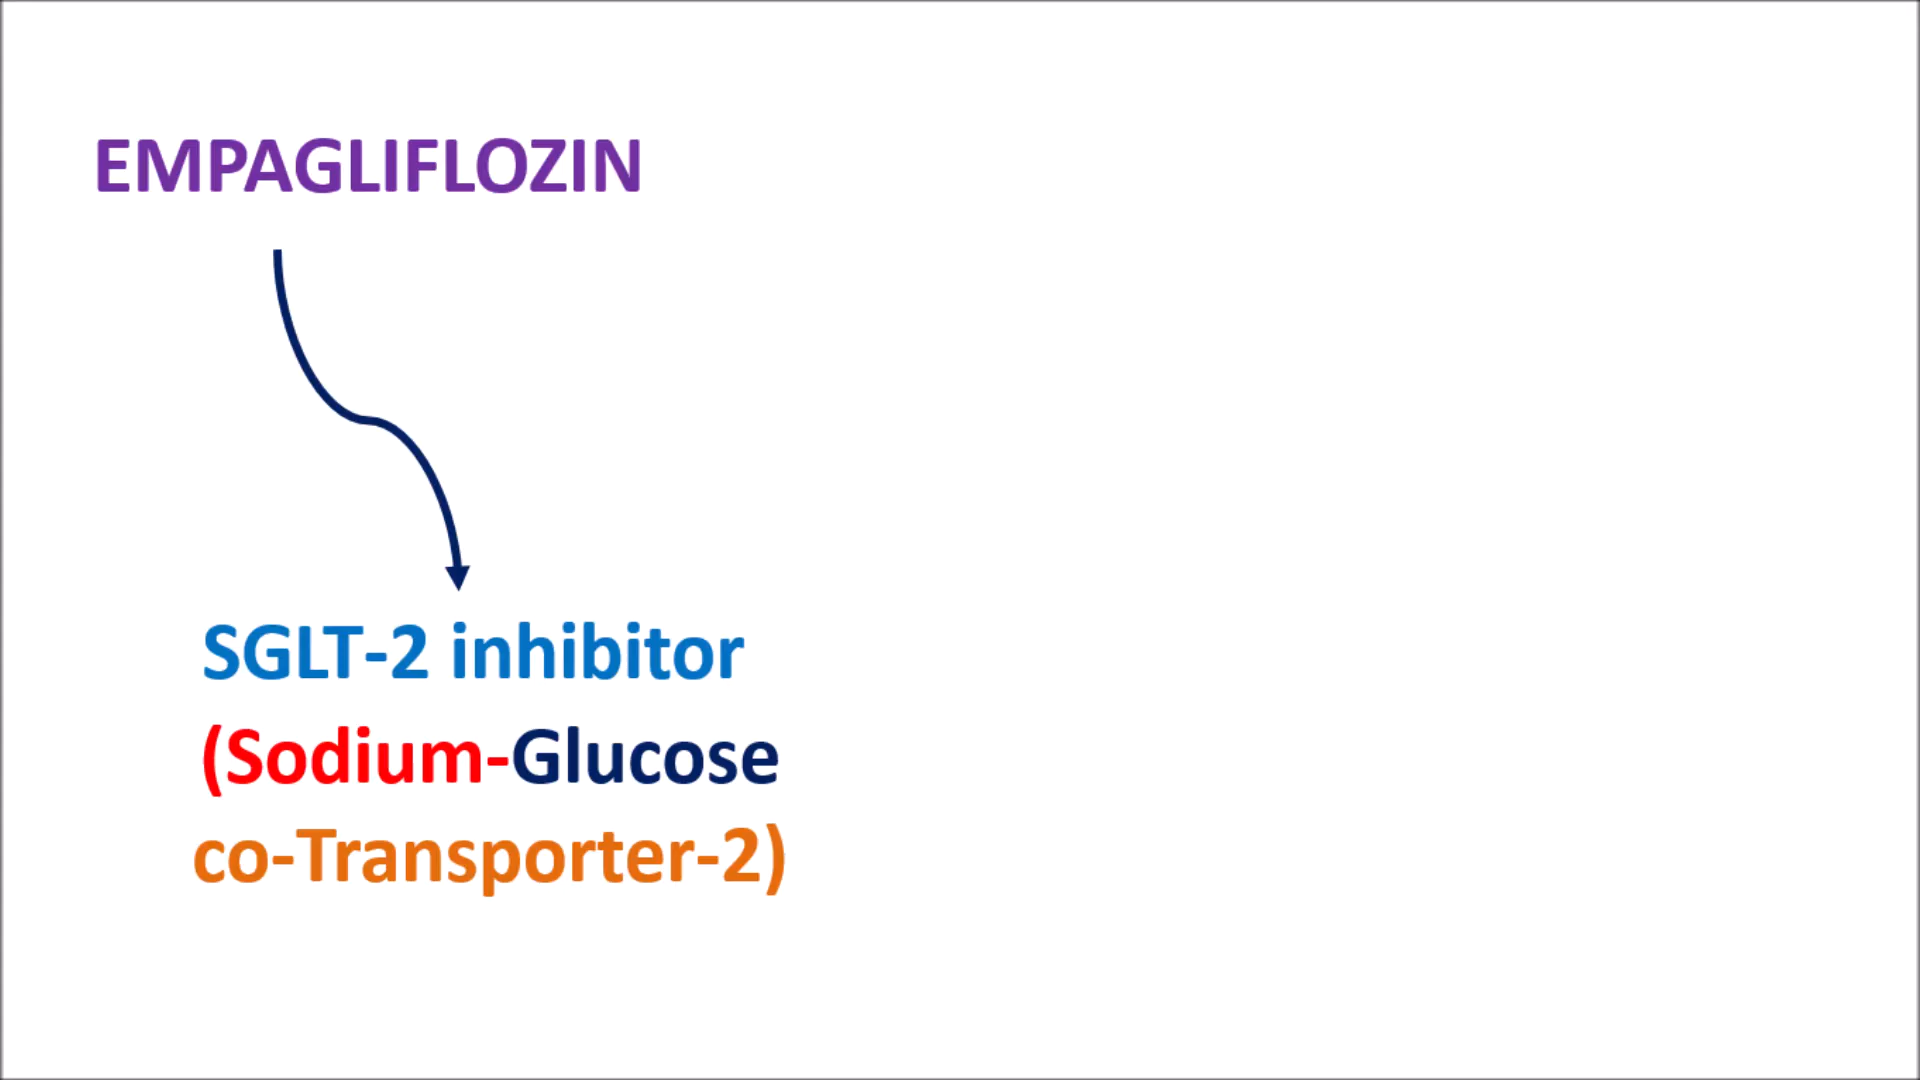 EMPAGLIFLOZIN
SGLT-2 inhibitor
(Sodium-Glucose
co-Transporter-2)